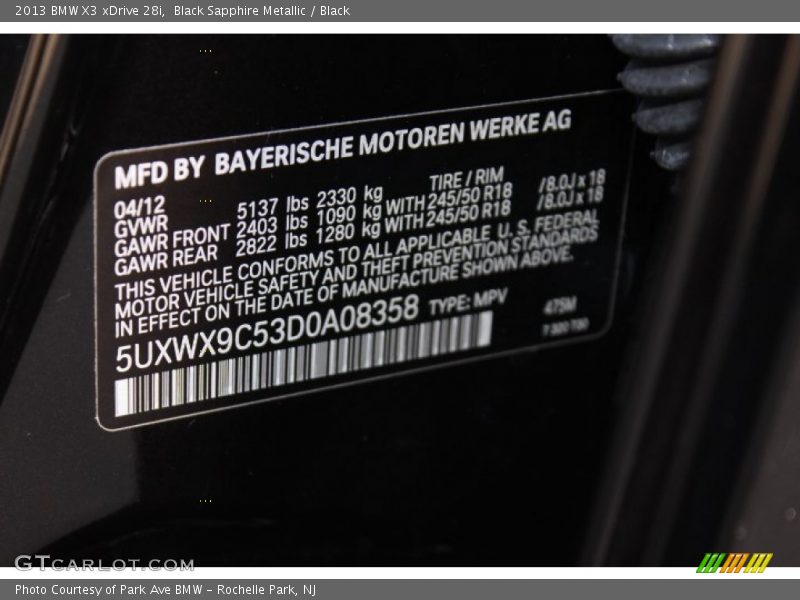 2013 BMW X3 xDrive 28i, Black Sapphire Metallic / Black
MFD BY BAYERISCHE MOTOREN WERKE AG
04/12 TIRE / RIM
GVWR 5137 lbs 2330 kg
GAWR FRONT 2403 lbs 1090 kg WITH 245/50 R18 /8.0J x 18
GAWR REAR 2822 lbs 1280 kg WITH 245/50 R18 /8.0J x 18
THIS VEHICLE CONFORMS TO ALL APPLICABLE U. S. FEDERAL
MOTOR VEHICLE SAFETY AND THEFT PREVENTION STANDARDS
IN EFFECT ON THE DATE OF MANUFACTURE SHOWN ABOVE.
5UXWX9C53D0A08358 TYPE: MPV 475M
GTCARLOT.COM
Photo Courtesy of Park Ave BMW - Rochelle Park, NJ